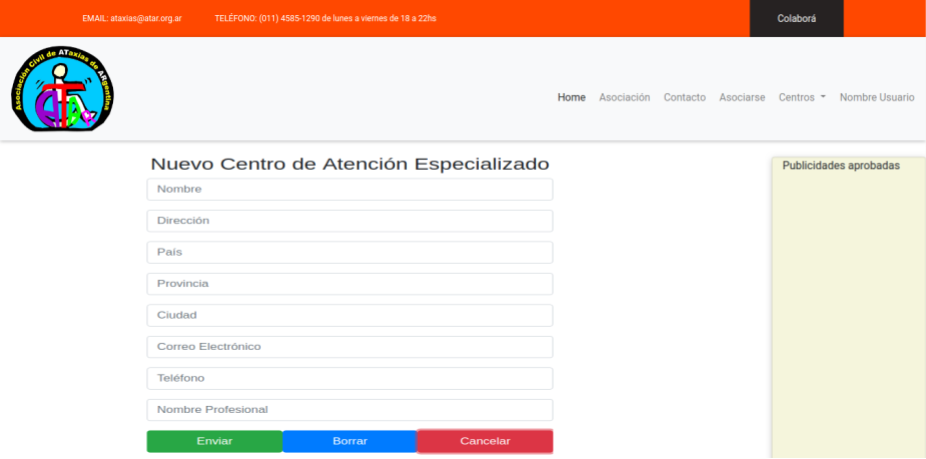 EMAIL: ataxias@atar.org.ar TELÉFONO: (011) 4585-1290 de lunes a viernes de 18 a 22hs Colaborá
Asociación Civil de ATaxias de ARgentina
Home Asociación Contacto Asociarse Centros Nombre Usuario
Nuevo Centro de Atención Especializado
Publicidades aprobadas
Nombre
Dirección
País
Provincia
Ciudad
Correo Electrónico
Teléfono
Nombre Profesional
Enviar Borrar Cancelar